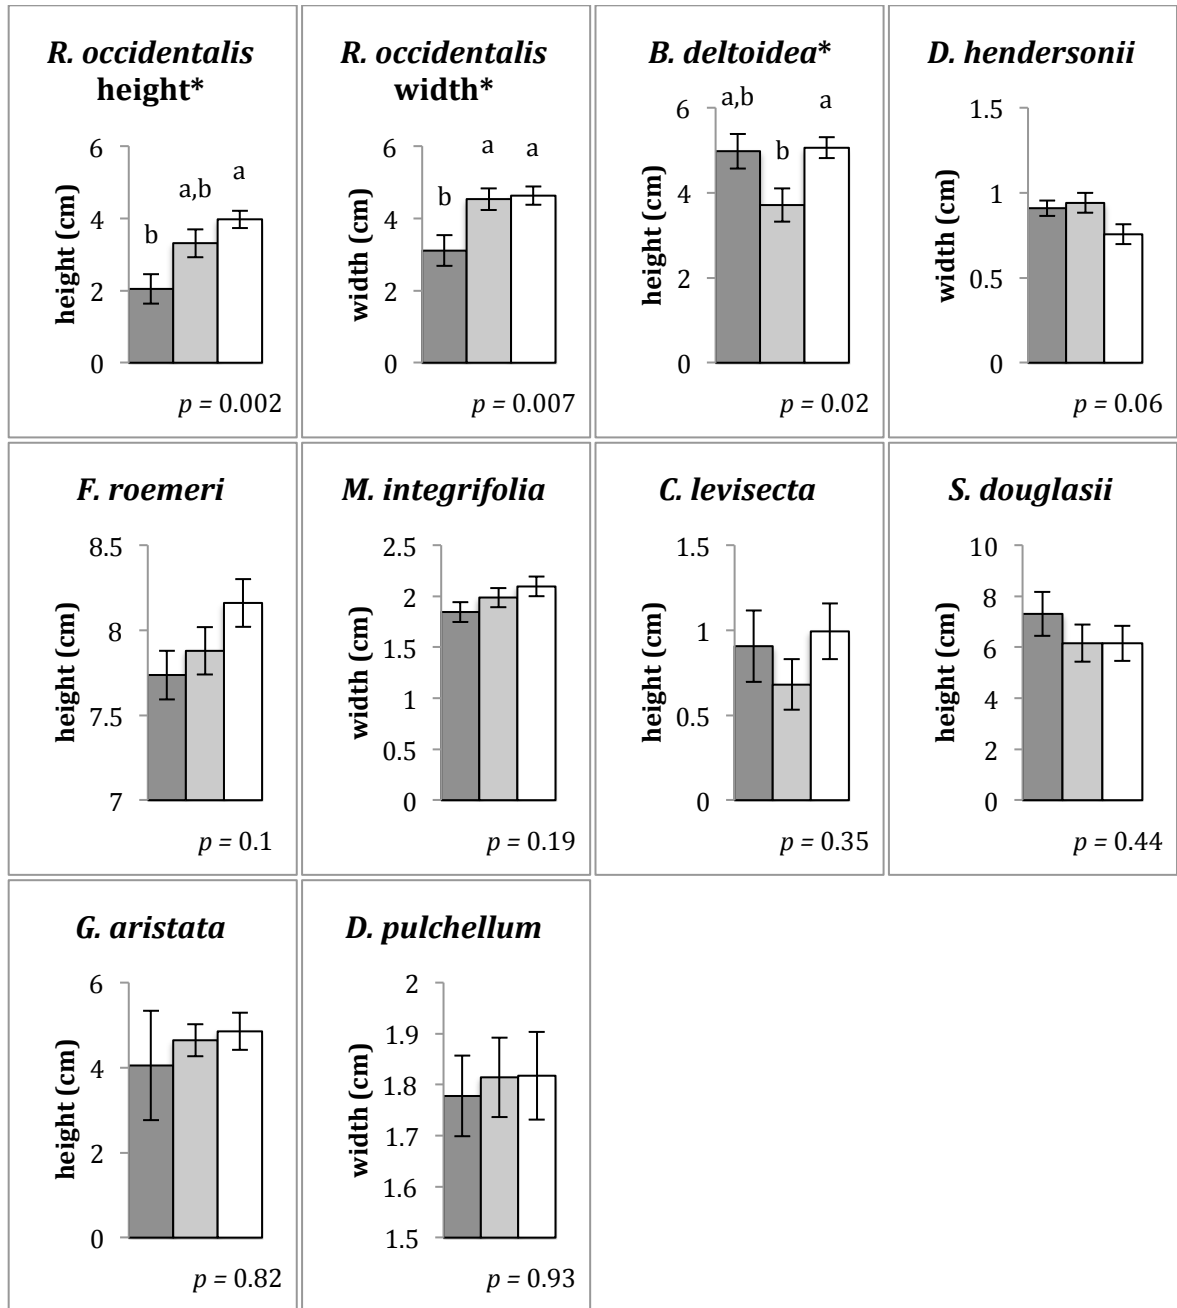 R. occidentalis
height*
6
4
2
0
height (cm)
b
a,b
a
p = 0.002
R. occidentalis
width*
6
4
2
0
width (cm)
b
a
a
p = 0.007
B. deltoidea*
6
4
2
0
height (cm)
a,b
b
a
p = 0.02
D. hendersonii
1.5
1
0.5
0
width (cm)
p = 0.06
F. roemeri
8.5
8
7.5
7
height (cm)
p = 0.1
M. integrifolia
2.5
2
1.5
1
0.5
0
width (cm)
p = 0.19
C. levisecta
1.5
1
0.5
0
height (cm)
p = 0.35
S. douglasii
10
8
6
4
2
0
height (cm)
p = 0.44
G. aristata
6
4
2
0
height (cm)
p = 0.82
D. pulchellum
2
1.9
1.8
1.7
1.6
1.5
width (cm)
p = 0.93